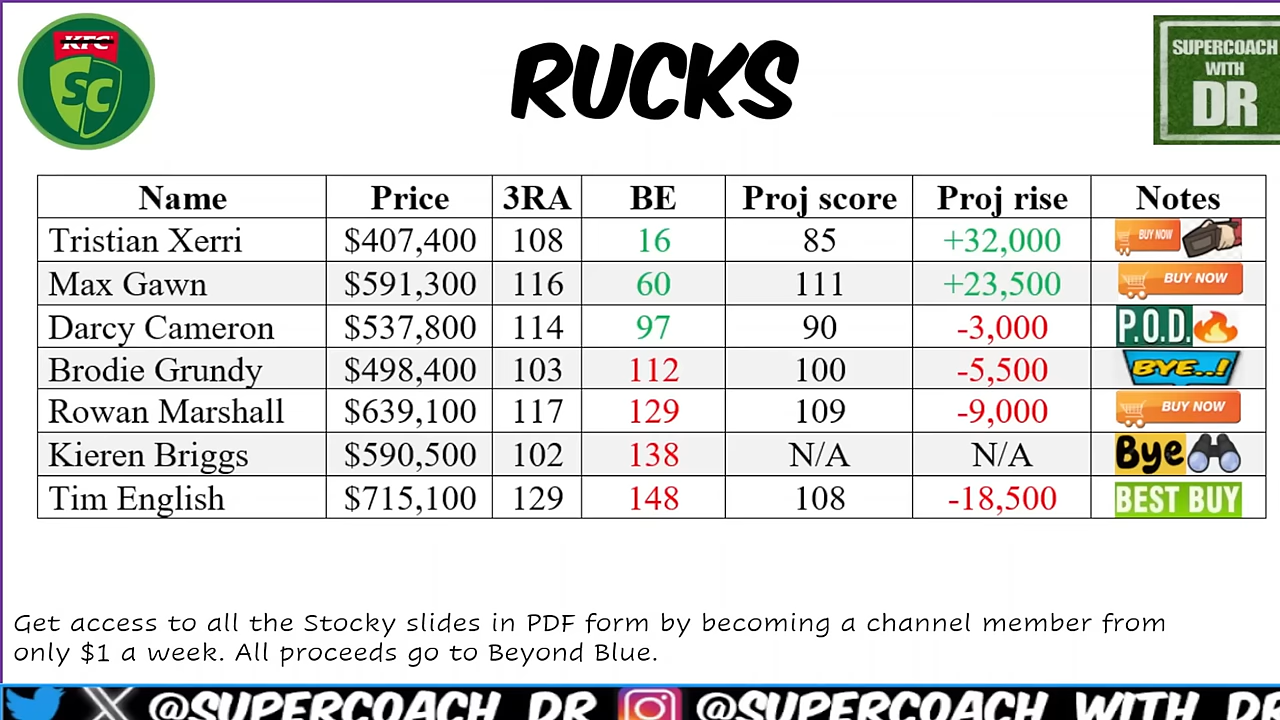 KFC
SC
RUCKS
SUPERCOACH
WITH
DR
Name Price 3RA BE Proj score Proj rise Notes
Tristian Xerri $407,400 108 16 85 +32,000 BUY NOW
Max Gawn $591,300 116 60 111 +23,500 BUY NOW
Darcy Cameron $537,800 114 97 90 -3,000 P.O.D.
Brodie Grundy $498,400 103 112 100 -5,500 BYE..!
Rowan Marshall $639,100 117 129 109 -9,000 BUY NOW
Kieren Briggs $590,500 102 138 N/A N/A Bye
Tim English $715,100 129 148 108 -18,500 BEST BUY
Get access to all the Stocky slides in PDF form by becoming a channel member from
only $1 a week. All proceeds go to Beyond Blue.
@SUPERCOACH_DR @SUPERCOACH_WITH_DR